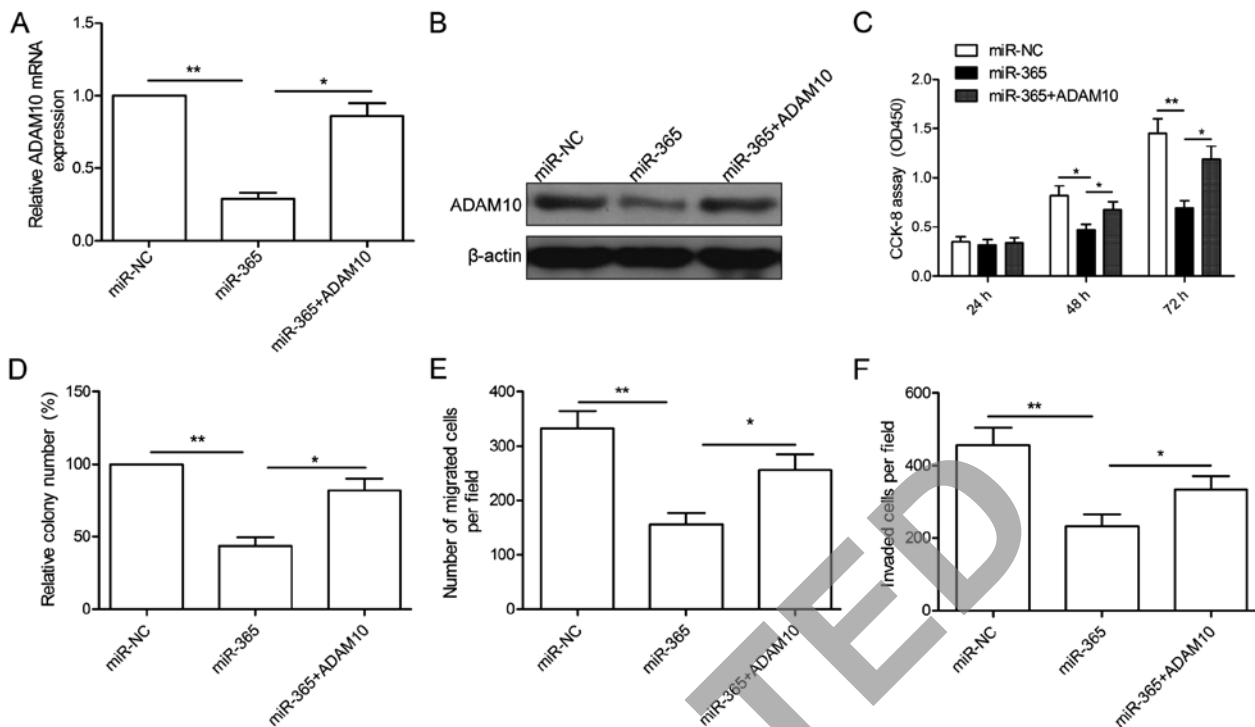 A
Relative ADAM10 mRNA
expression
1.5
1.0
0.5
0.0
**
*
miR-NC
miR-365
miR-365+ADAM10
B
miR-NC
miR-365
miR-365+ADAM10
ADAM10
β-actin
C
miR-NC
miR-365
miR-365+ADAM10
CCK-8 assay (OD450)
2.0
1.5
1.0
0.5
0.0
*
*
**
*
24 h
48 h
72 h
D
Relative colony number (%)
150
100
50
0
**
*
miR-NC
miR-365
miR-365+ADAM10
E
Number of migrated cells
per field
400
300
200
100
0
**
*
miR-NC
miR-365
miR-365+ADAM10
F
Invaded cells per field
600
400
200
0
**
*
miR-NC
miR-365
miR-365+ADAM10
TED